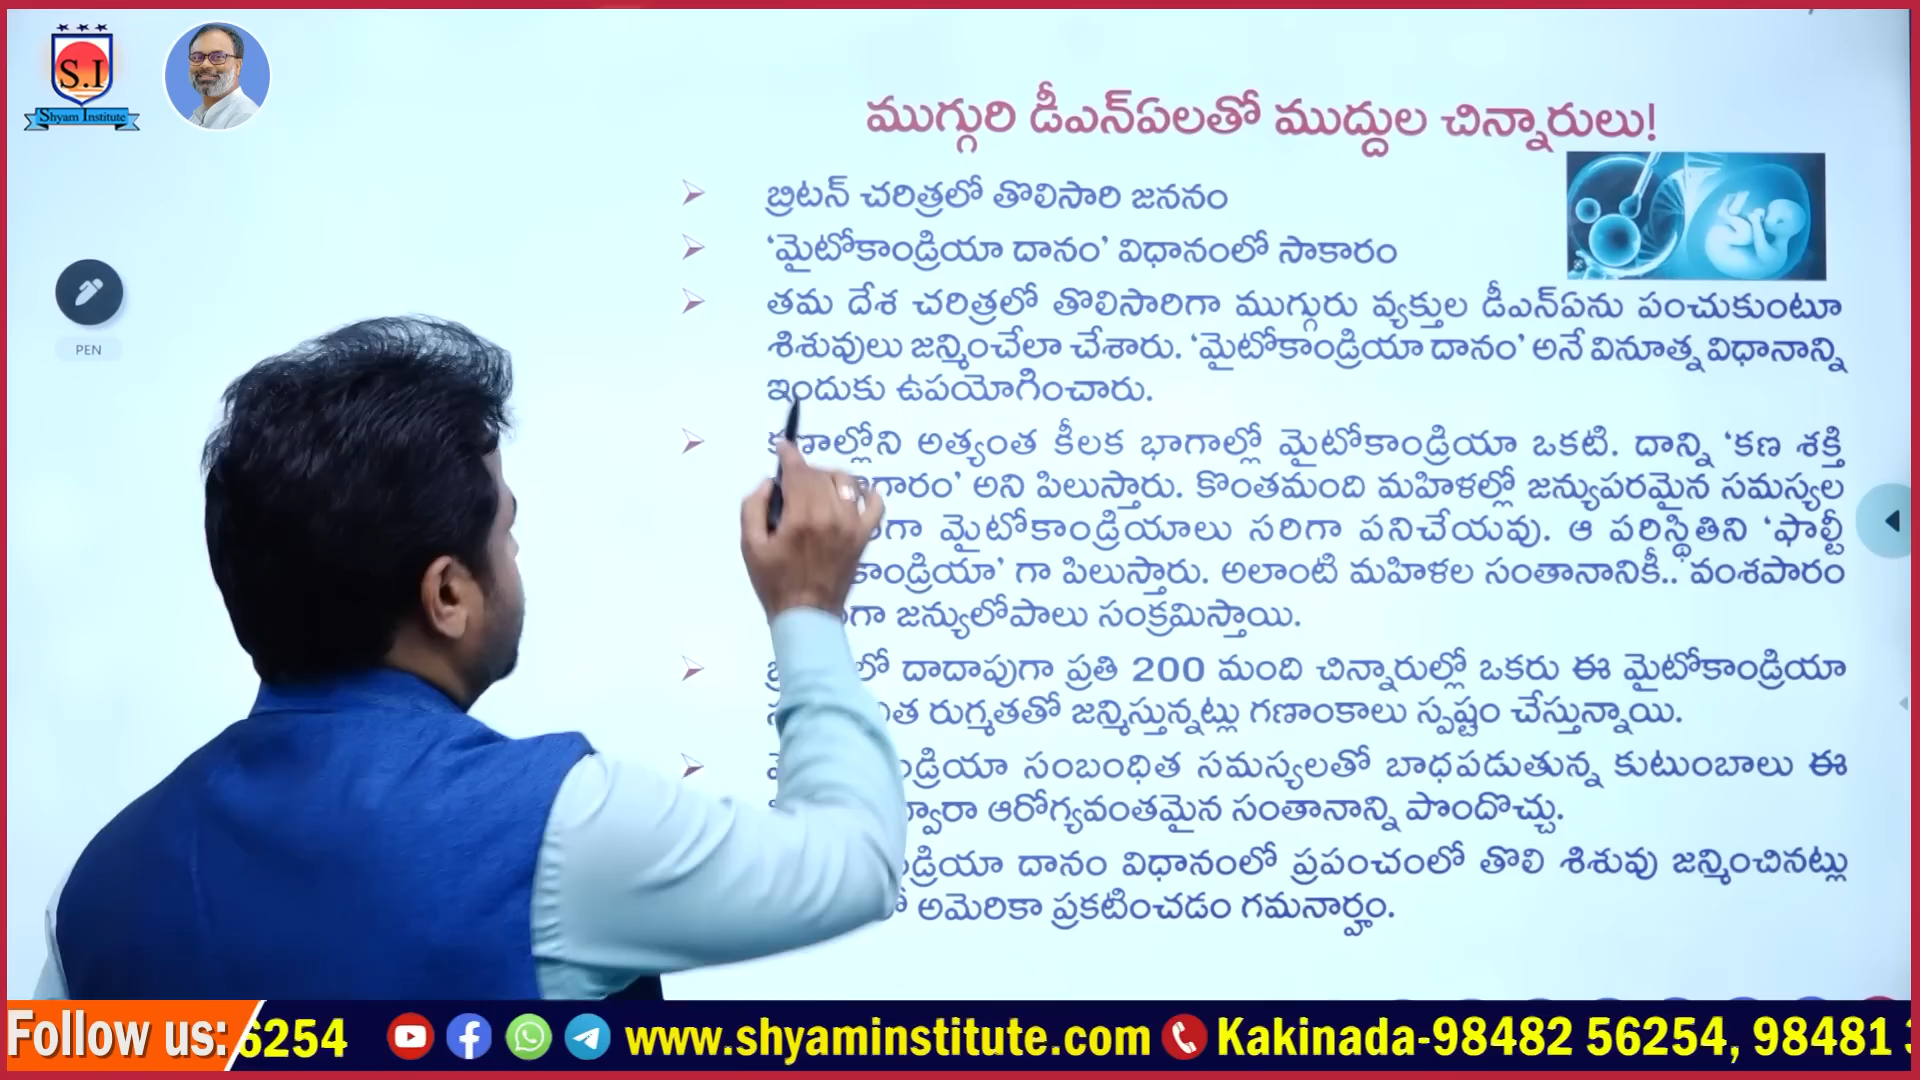 S.I
Shyam Institute
ముగ్గురి డీఎన్ఏలతో ముద్దుల చిన్నారులు!
బ్రిటన్ చరిత్రలో తొలిసారి జననం
‘మైటోకాండ్రియా దానం’ విధానంలో సాకారం
తమ దేశ చరిత్రలో తొలిసారిగా ముగ్గురు వ్యక్తుల డీఎన్ఏను పంచుకుంటూ
శిశువులు జన్మించేలా చేశారు. ‘మైటోకాండ్రియా దానం’ అనే వినూత్న విధానాన్ని
ఇందుకు ఉపయోగించారు.
PEN
కణాల్లోని అత్యంత కీలక భాగాల్లో మైటోకాండ్రియా ఒకటి. దాన్ని ‘కణ శక్తి
అని పిలుస్తారు. కొంతమంది మహిళల్లో జన్యుపరమైన సమస్యల
మైటోకాండ్రియాలు సరిగా పనిచేయవు. ఆ పరిస్థితిని ‘ఫాల్టీ
గా పిలుస్తారు. అలాంటి మహిళల సంతానానికీ.. వంశపారం
జన్యులోపాలు సంక్రమిస్తాయి.
దాదాపుగా ప్రతి 200 మంది చిన్నారుల్లో ఒకరు ఈ మైటోకాండ్రియా
రుగ్మతతో జన్మిస్తున్నట్లు గణాంకాలు స్పష్టం చేస్తున్నాయి.
సంబంధిత సమస్యలతో బాధపడుతున్న కుటుంబాలు ఈ
ఆరోగ్యవంతమైన సంతానాన్ని పొందొచ్చు.
దానం విధానంలో ప్రపంచంలో తొలి శిశువు జన్మించినట్లు
అమెరికా ప్రకటించడం గమనార్హం.
Follow us: 6254 www.shyaminstitute.com Kakinada-98482 56254, 98481